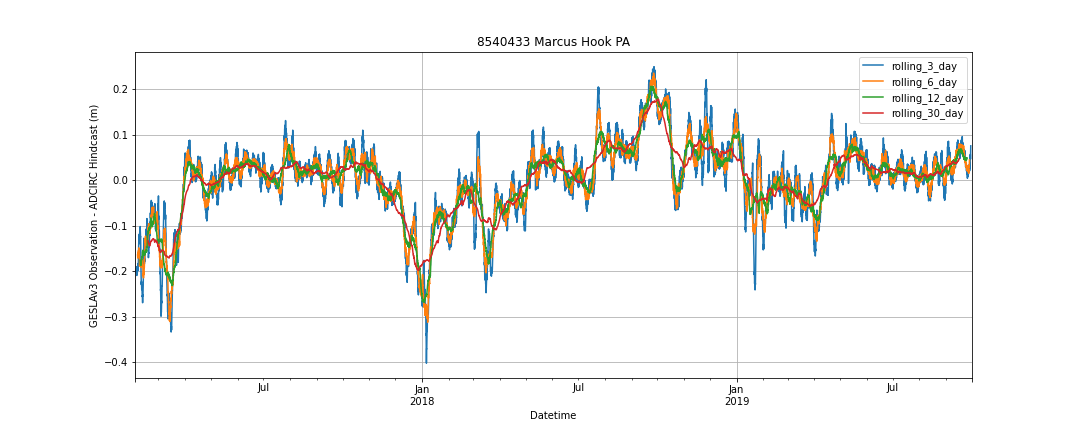 8540433 Marcus Hook PA
GESLAv3 Observation - ADCIRC Hindcast (m)
0.2
0.1
0.0
−0.1
−0.2
−0.3
−0.4
rolling_3_day
rolling_6_day
rolling_12_day
rolling_30_day
Jul
Jan
2018
Jul
Jan
2019
Jul
Datetime